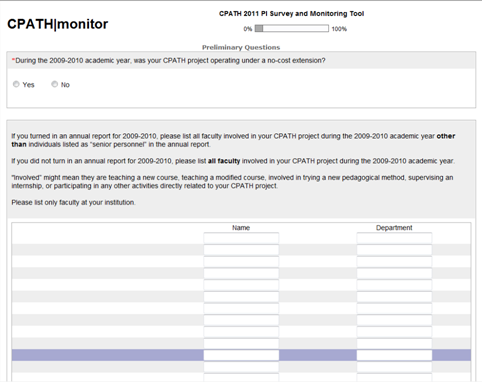 CPATH 2011 PI Survey and Monitoring Tool
CPATH|monitor
0% 100%
Preliminary Questions
*During the 2009-2010 academic year, was your CPATH project operating under a no-cost extension?
Yes No
If you turned in an annual report for 2009-2010, please list all faculty involved in your CPATH project during the 2009-2010 academic year other
than individuals listed as "senior personnel" in the annual report.
If you did not turn in an annual report for 2009-2010, please list all faculty involved in your CPATH project during the 2009-2010 academic year.
"Involved" might mean they are teaching a new course, teaching a modified course, involved in trying a new pedagogical method, supervising an
internship, or participating in any other activities directly related to your CPATH project.
Please list only faculty at your institution.
Name Department